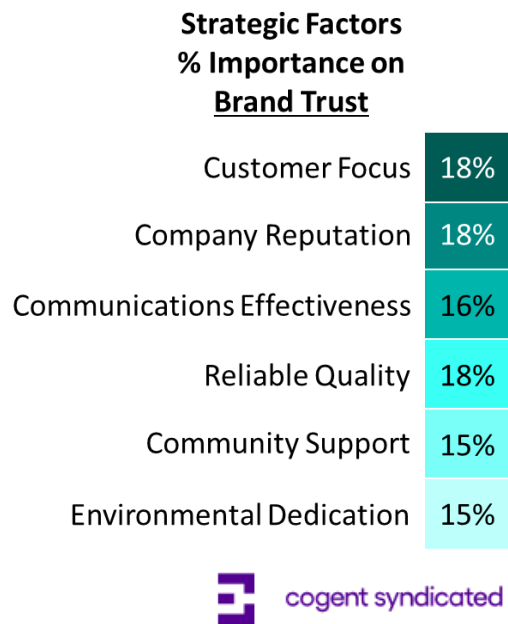 Strategic Factors
% Importance on
Brand Trust
Customer Focus 18%
Company Reputation 18%
Communications Effectiveness 16%
Reliable Quality 18%
Community Support 15%
Environmental Dedication 15%
cogent syndicated